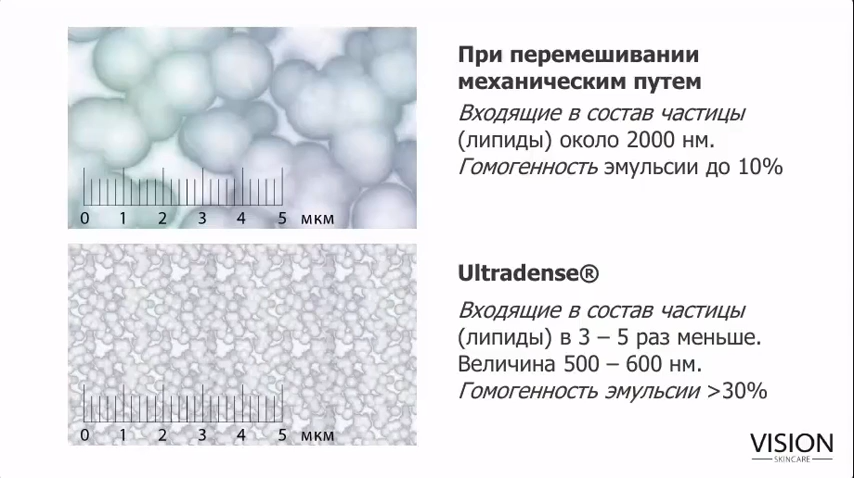 При перемешивании
механическим путем
Входящие в состав частицы
(липиды) около 2000 нм.
Гомогенность эмульсии до 10%
0 1 2 3 4 5 мкм
Ultradense®
Входящие в состав частицы
(липиды) в 3 – 5 раз меньше.
Величина 500 – 600 нм.
Гомогенность эмульсии >30%
0 1 2 3 4 5 мкм
VISION
SKINCARE